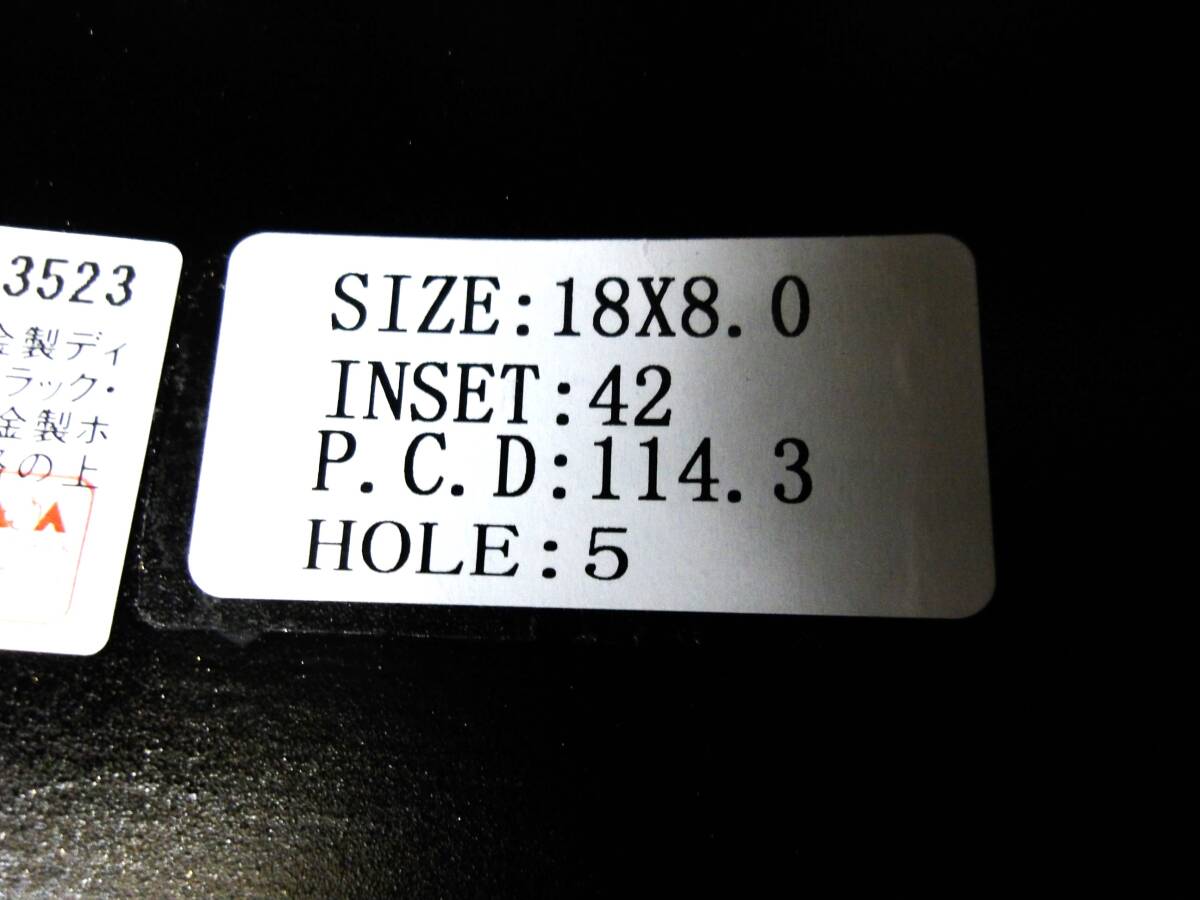 3523
金製ディ
ラック・
金製ホ
の上
SIZE:18X8.0
INSET:42
P.C.D:114.3
HOLE:5